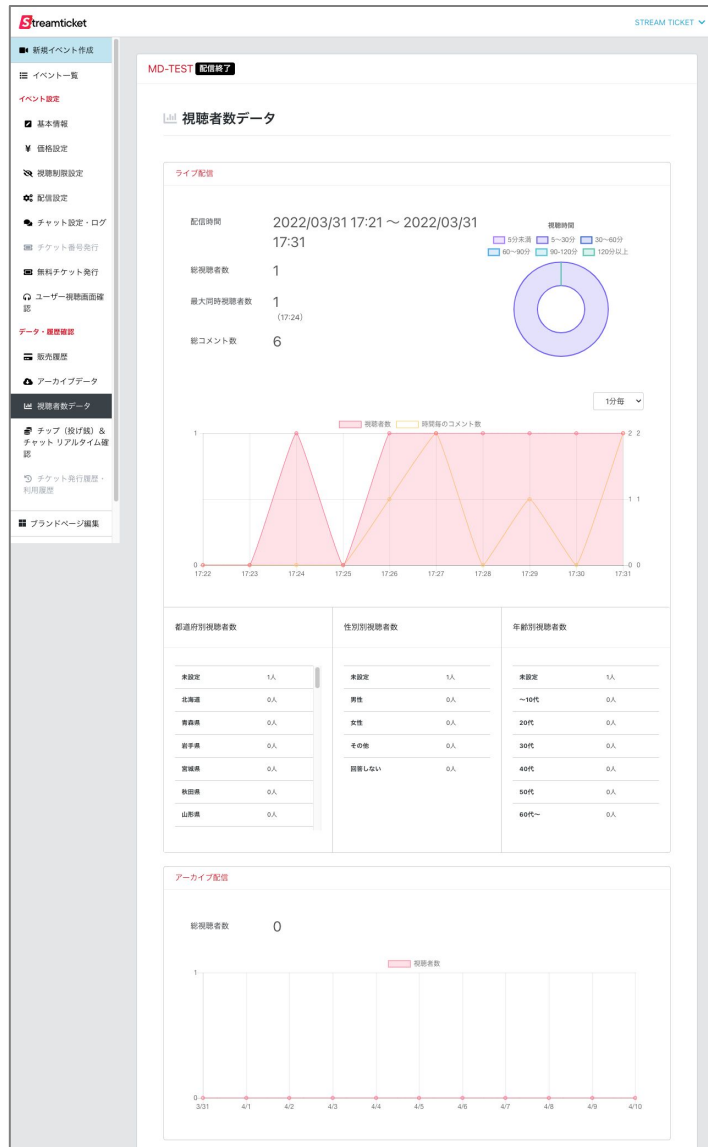 Streamticket
STREAM TICKET
新規イベント作成
イベント一覧
イベント設定
基本情報
価格設定
視聴制限設定
配信設定
チャット設定・ログ
チケット番号発行
無料チケット発行
ユーザー視聴画面確
認
データ・履歴確認
販売履歴
アーカイブデータ
視聴者数データ
チップ（投げ銭）＆
チャット リアルタイム確
認
チケット発行履歴・
利用履歴
ブランドページ編集
MD-TEST 配信終了
視聴者数データ
ライブ配信
配信時間 2022/03/31 17:21 〜 2022/03/31
17:31
総視聴者数 1
最大同時視聴者数 1
(17:24)
総コメント数 6
視聴時間
5分未満 5〜30分 30〜60分
60〜90分 90-120分 120分以上
1分毎
視聴者数 時間毎のコメント数
1 2 2
1 1
0 0 0
17:22 17:23 17:24 17:25 17:26 17:27 17:28 17:29 17:30 17:31
都道府別視聴者数
未設定 1人
北海道 0人
青森県 0人
岩手県 0人
宮城県 0人
秋田県 0人
山形県 0人
性別別視聴者数
未設定 1人
男性 0人
女性 0人
その他 0人
回答しない 0人
年齢別視聴者数
未設定 1人
〜10代 0人
20代 0人
30代 0人
40代 0人
50代 0人
60代〜 0人
アーカイブ配信
総視聴者数 0
視聴者数
1
0
3/31 4/1 4/2 4/3 4/4 4/5 4/6 4/7 4/8 4/9 4/10